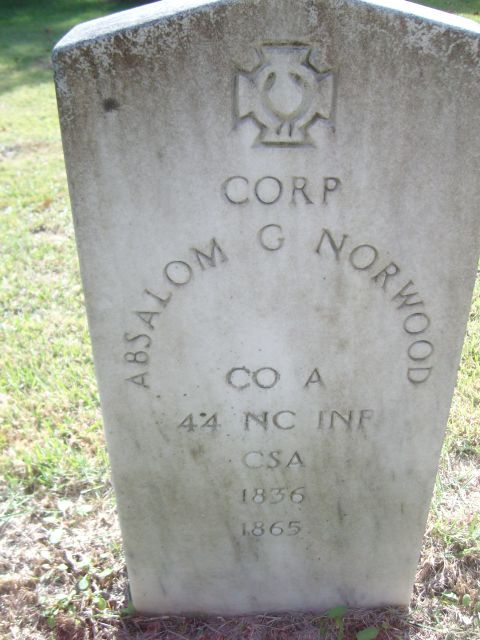 CORP
ABSALOM G NORWOOD
CO A
44 NC INF
CSA
1836
1865